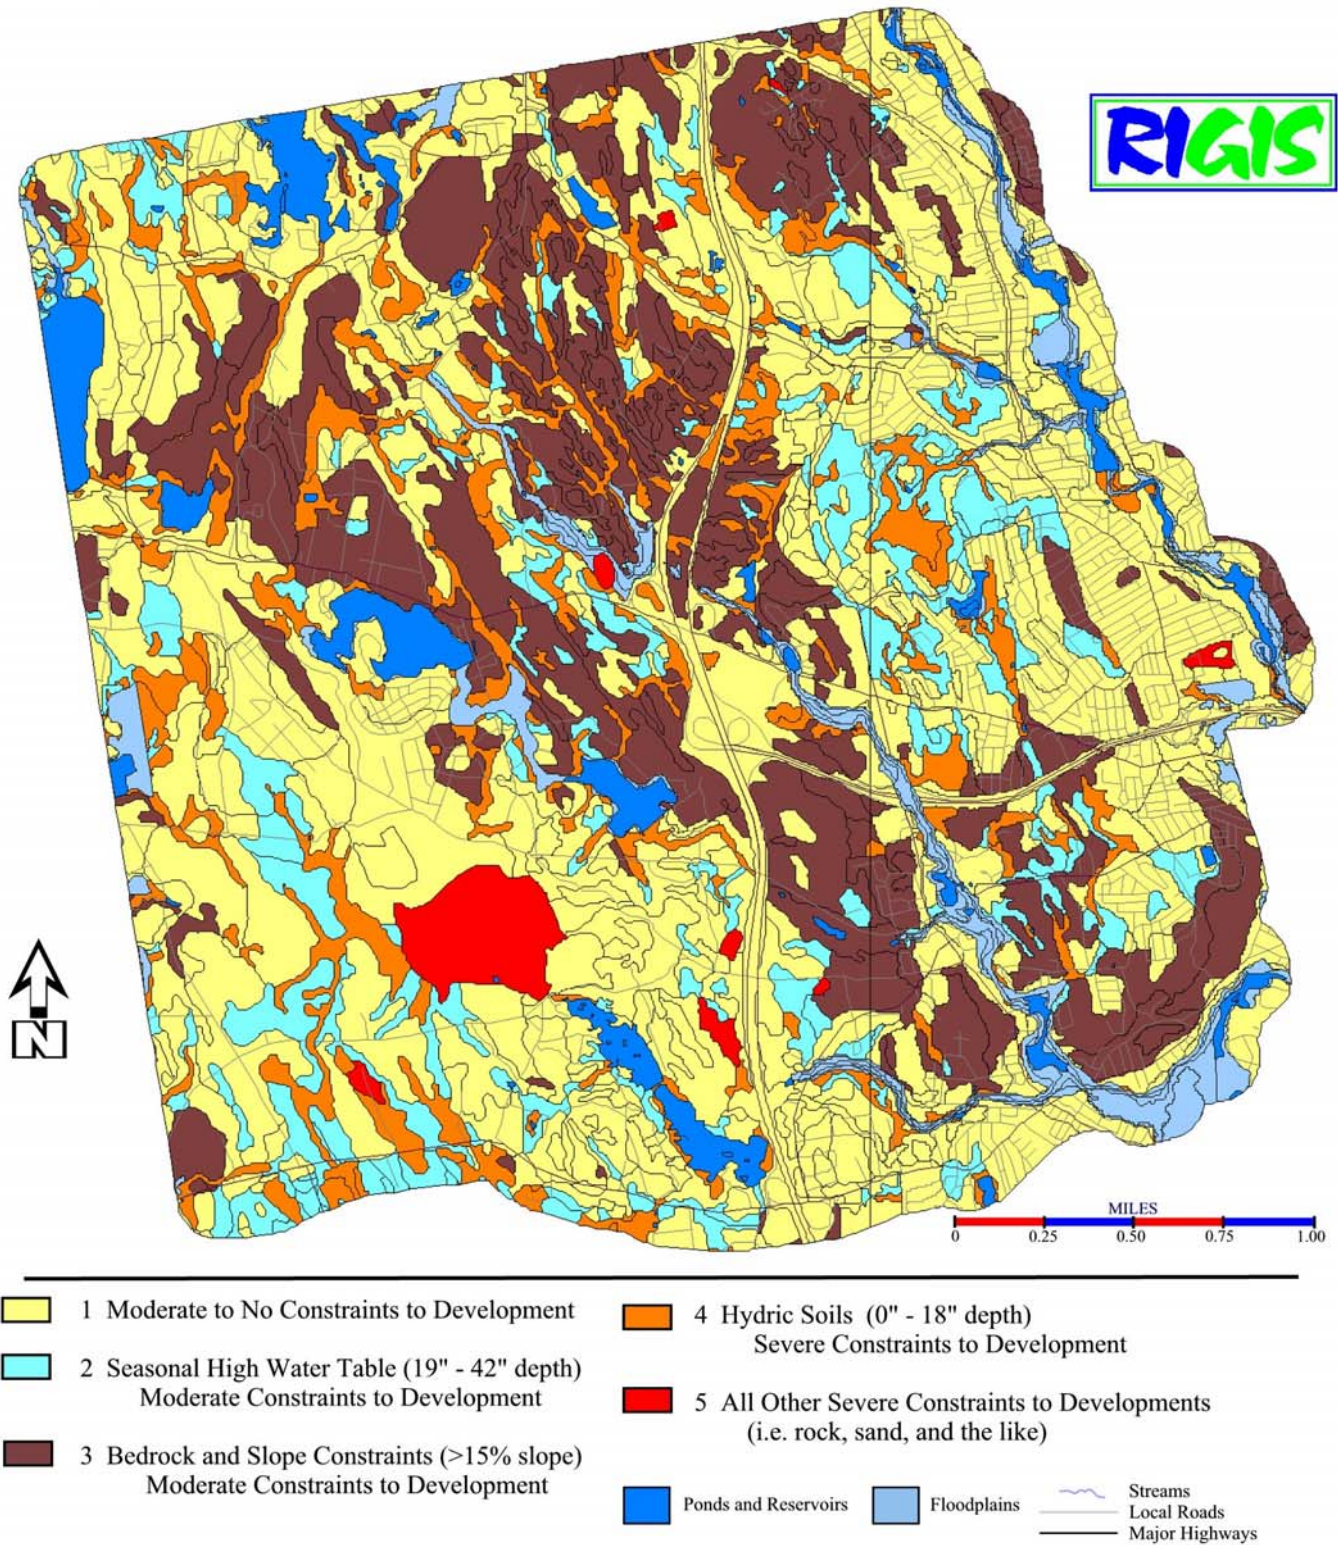 RIGIS
N
MILES
0 0.25 0.50 0.75 1.00
1 Moderate to No Constraints to Development
2 Seasonal High Water Table (19" - 42" depth)
Moderate Constraints to Development
3 Bedrock and Slope Constraints (>15% slope)
Moderate Constraints to Development
4 Hydric Soils (0" - 18" depth)
Severe Constraints to Development
5 All Other Severe Constraints to Developments
(i.e. rock, sand, and the like)
Ponds and Reservoirs
Floodplains
Streams
Local Roads
Major Highways